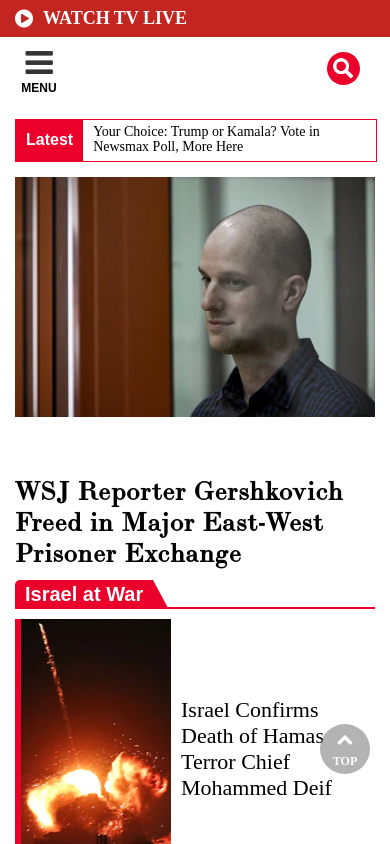 WATCH TV LIVE
MENU
Latest
Your Choice: Trump or Kamala? Vote in
Newsmax Poll, More Here
WSJ Reporter Gershkovich
Freed in Major East-West
Prisoner Exchange
Israel at War
Israel Confirms
Death of Hamas
Terror Chief
Mohammed Deif
TOP